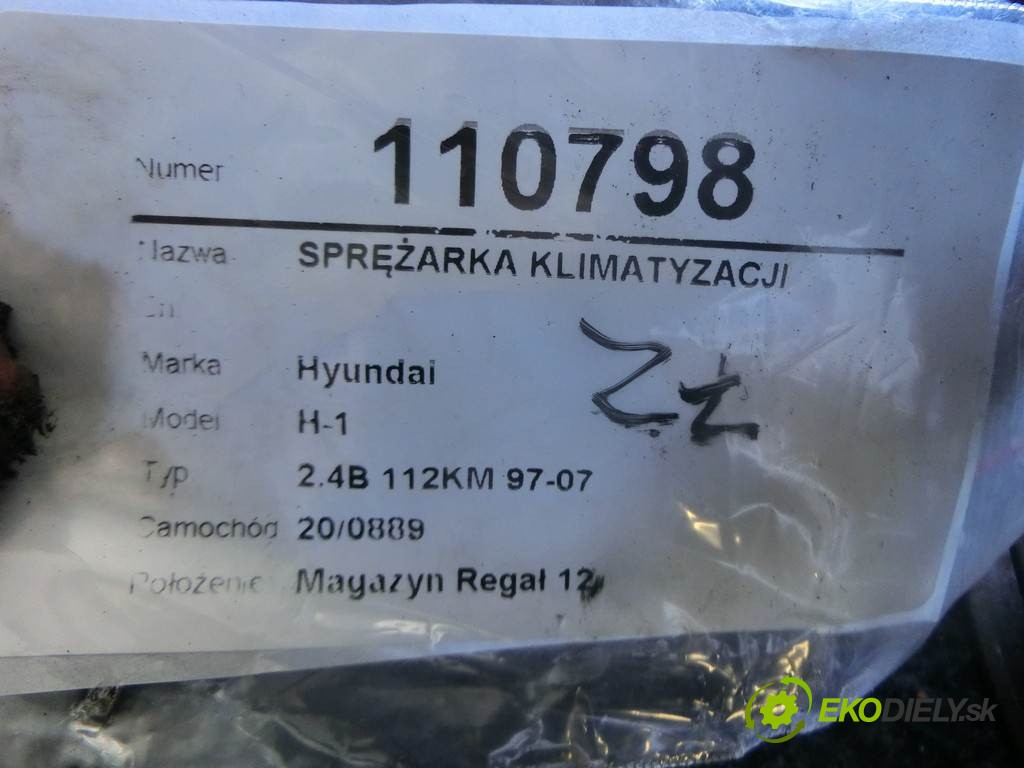 Numer 110798
Nazwa SPRĘŻARKA KLIMATYZACJI
Marka Hyundai
Model H-1
Typ 2.4B 112KM 97-07
Samochód 20/0889
Położenie Magazyn Regał 12
EKODIELY.sk